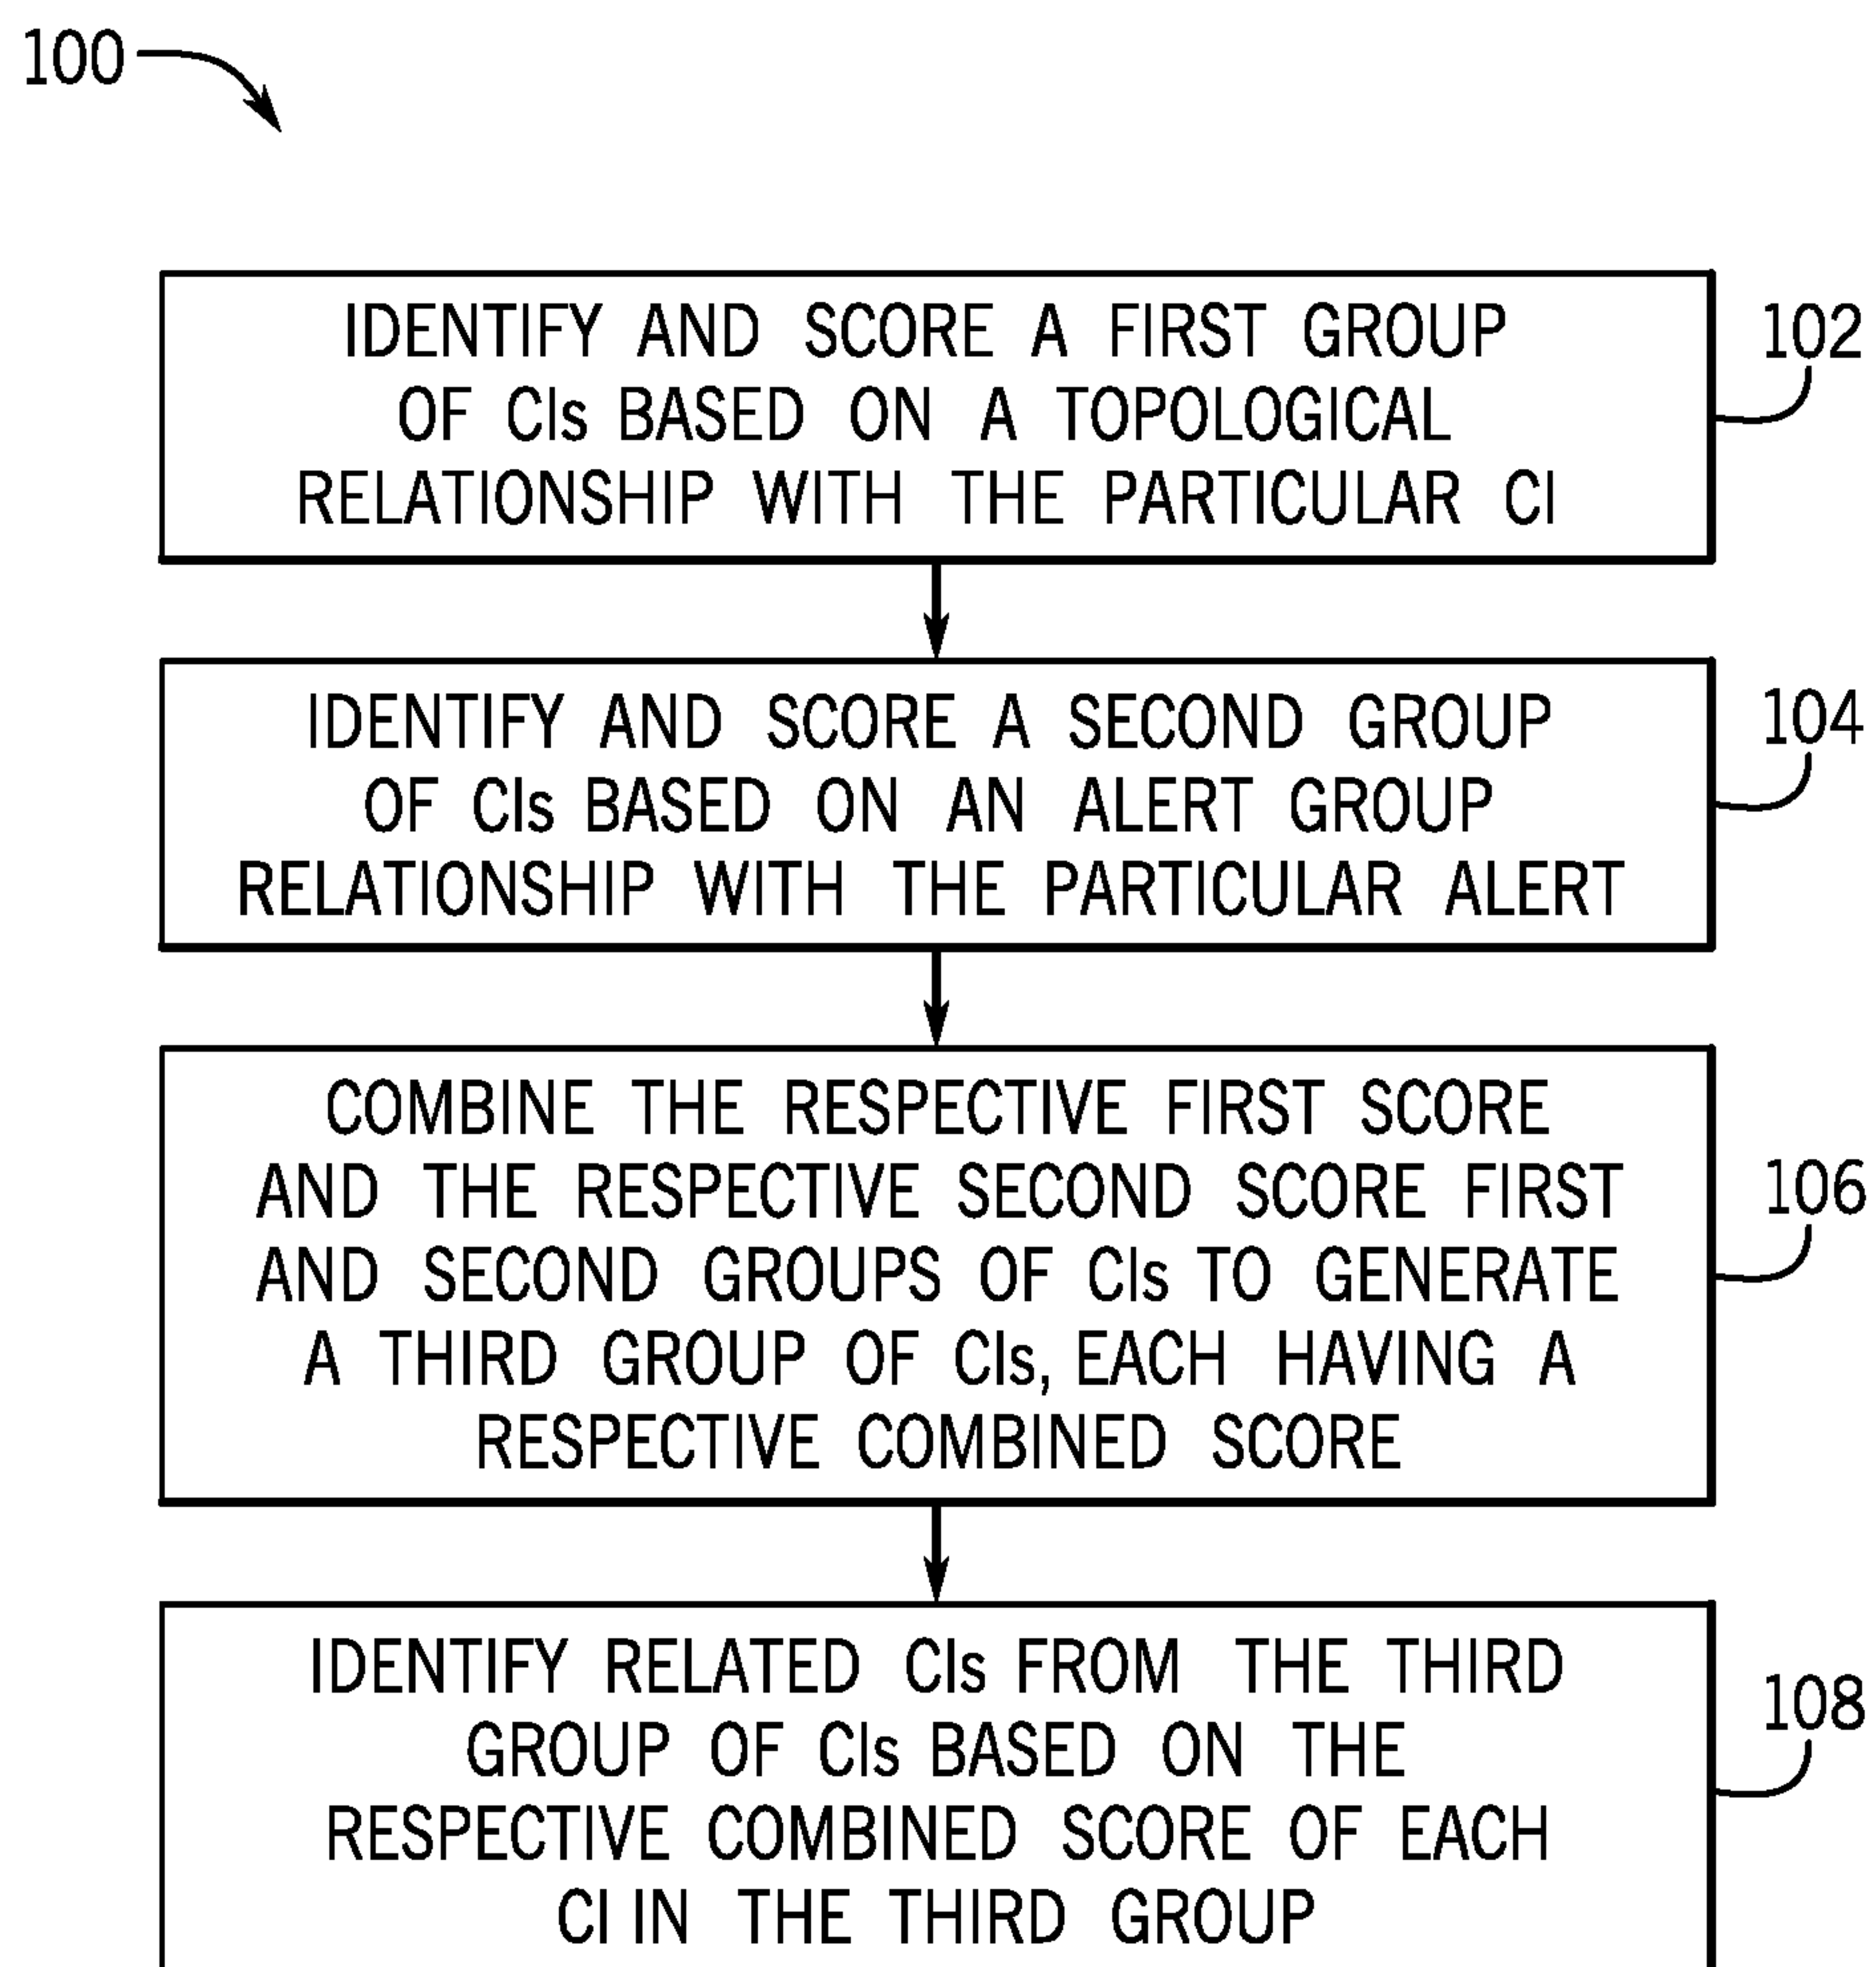 100
IDENTIFY AND SCORE A FIRST GROUP
OF CIs BASED ON A TOPOLOGICAL
RELATIONSHIP WITH THE PARTICULAR CI
102
IDENTIFY AND SCORE A SECOND GROUP
OF CIs BASED ON AN ALERT GROUP
RELATIONSHIP WITH THE PARTICULAR ALERT
104
COMBINE THE RESPECTIVE FIRST SCORE
AND THE RESPECTIVE SECOND SCORE FIRST
AND SECOND GROUPS OF CIs TO GENERATE
A THIRD GROUP OF CIs, EACH HAVING A
RESPECTIVE COMBINED SCORE
106
IDENTIFY RELATED CIs FROM THE THIRD
GROUP OF CIs BASED ON THE
RESPECTIVE COMBINED SCORE OF EACH
CI IN THE THIRD GROUP
108